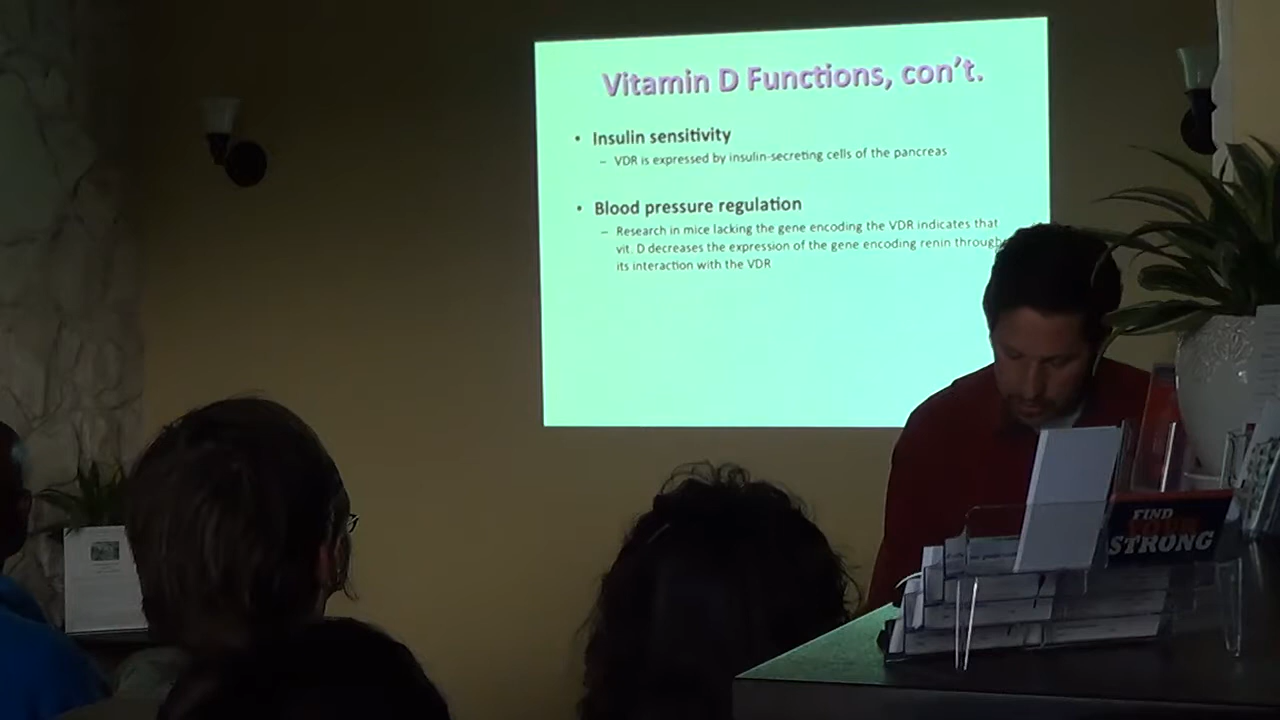 Vitamin D Functions, con't.
• Insulin sensitivity
– VDR is expressed by insulin-secreting cells of the pancreas
• Blood pressure regulation
– Research in mice lacking the gene encoding the VDR indicates that
vit. D decreases the expression of the gene encoding renin through
its interaction with the VDR
FIND
YOUR
STRONG